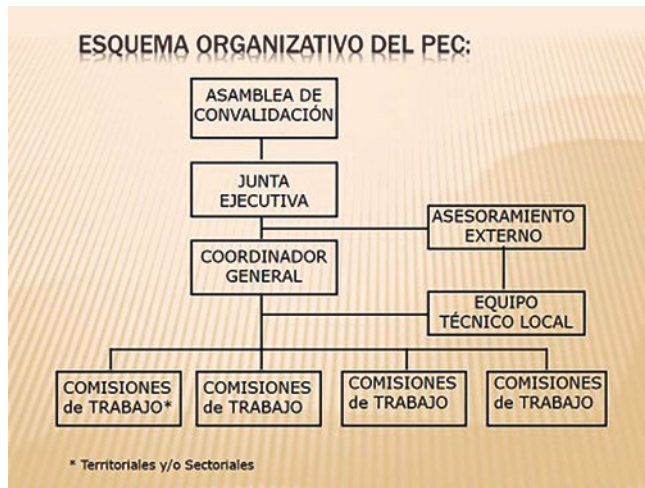 ESQUEMA ORGANIZATIVO DEL PEC:
ASAMBLEA DE
CONVALIDACIÓN
JUNTA
EJECUTIVA
ASESORAMIENTO
EXTERNO
COORDINADOR
GENERAL
EQUIPO
TÉCNICO LOCAL
COMISIONES
de TRABAJO*
COMISIONES
de TRABAJO
COMISIONES
de TRABAJO
COMISIONES
de TRABAJO
* Territoriales y/o Sectoriales